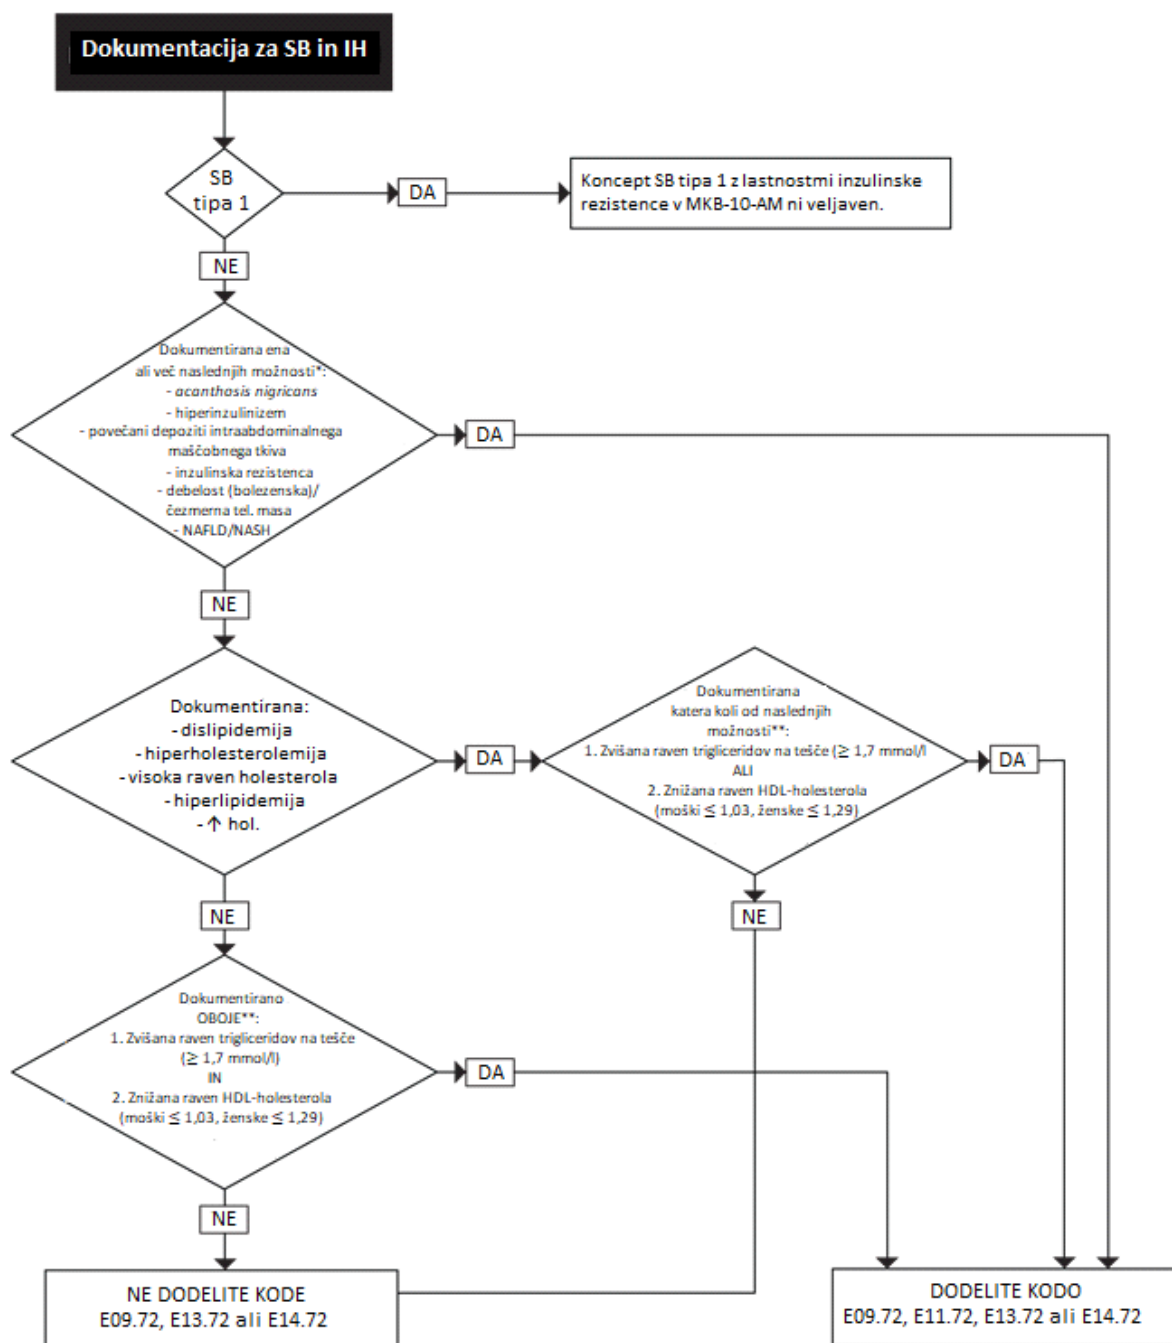 Dokumentacija za SB in IH
SB
tipa 1
DA
Koncept SB tipa 1 z lastnostmi inzulinske
rezistence v MKB-10-AM ni veljaven.
NE
Dokumentirana ena
ali več naslednjih možnosti*:
- acanthosis nigricans
- hiperinzulinizem
- povečani depoziti intraabdominalnega
maščobnega tkiva
- inzulinska rezistenca
- debelost (bolezenska)/
čezmerna tel. masa
- NAFLD/NASH
DA
NE
Dokumentirana:
- dislipidemija
- hiperholesterolemija
- visoka raven holesterola
- hiperlipidemija
- ↑ hol.
DA
Dokumentirana
katera koli od naslednjih
možnosti**:
1. Zvišana raven trigliceridov na tešče (≥ 1,7 mmol/l
ALI
2. Znižana raven HDL-holesterola
(moški ≤ 1,03, ženske ≤ 1,29)
DA
NE
NE
Dokumentirano
OBOJE**:
1. Zvišana raven trigliceridov na tešče
(≥ 1,7 mmol/l)
IN
2. Znižana raven HDL-holesterola
(moški ≤ 1,03, ženske ≤ 1,29)
DA
NE
NE DODELITE KODE
E09.72, E13.72 ali E14.72
DODELITE KODO
E09.72, E11.72, E13.72 ali E14.72